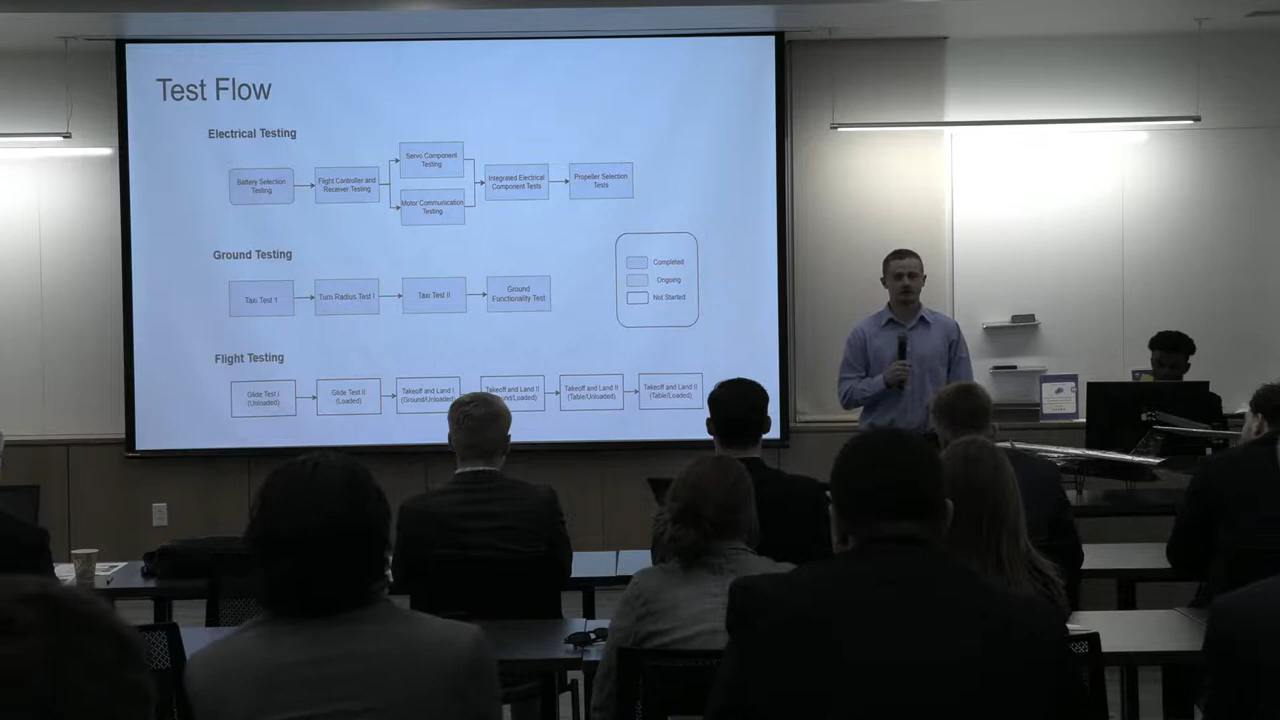 Test Flow
Electrical Testing
Battery Selection
Testing
Flight Controller and
Receiver Testing
Servo Component
Testing
Motor Communication
Testing
Integrated Electrical
Component Tests
Propeller Selection
Tests
Ground Testing
Taxi Test 1
Turn Radius Test I
Taxi Test II
Ground
Functionality Test
Completed
Ongoing
Not Started
Flight Testing
Glide Test I
(Unloaded)
Glide Test II
(Loaded)
Takeoff and Land I
(Ground/Unloaded)
Takeoff and Land II
/Loaded)
Takeoff and Land II
(Table/Unloaded)
Takeoff and Land II
(Table/Loaded)